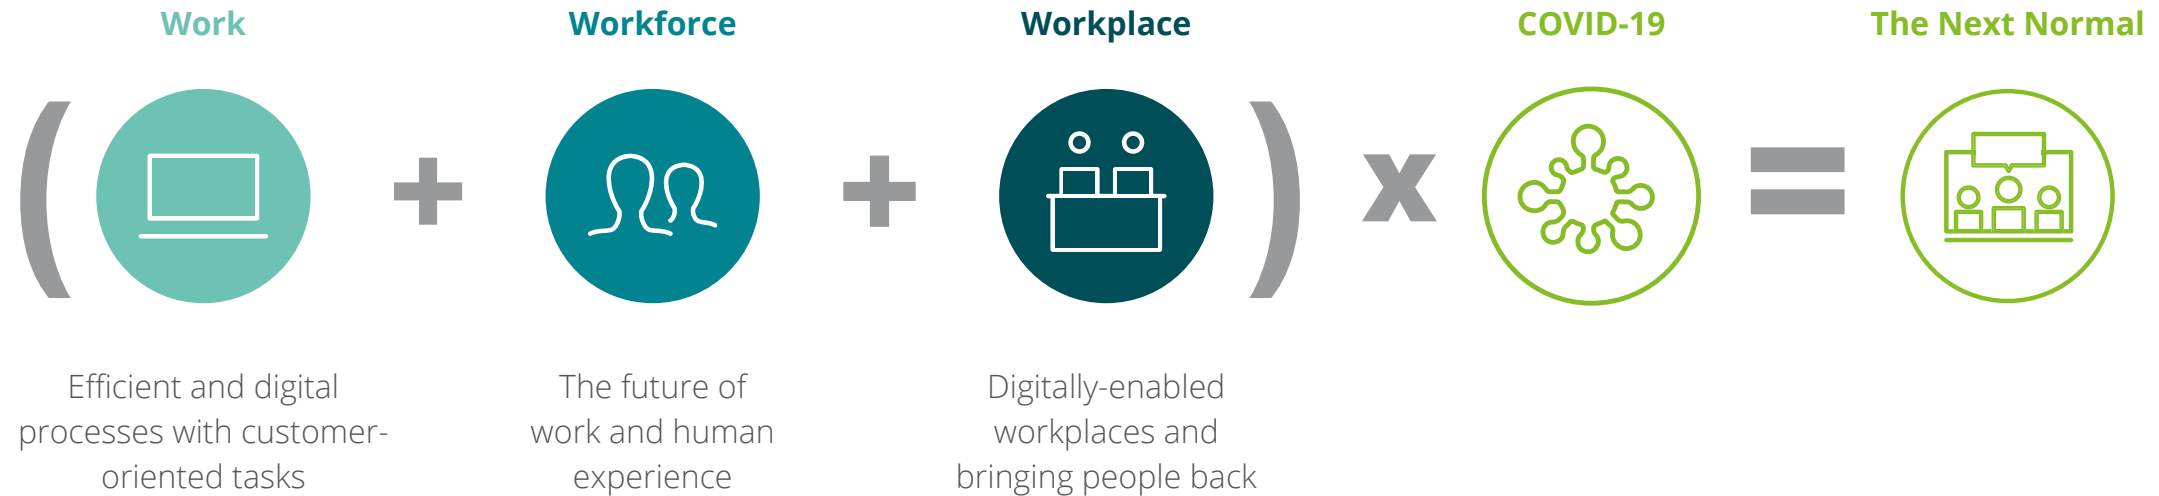 Work
Workforce
Workplace
COVID-19
The Next Normal
( + + ) x =
Efficient and digital
processes with customer-
oriented tasks
The future of
work and human
experience
Digitally-enabled
workplaces and
bringing people back